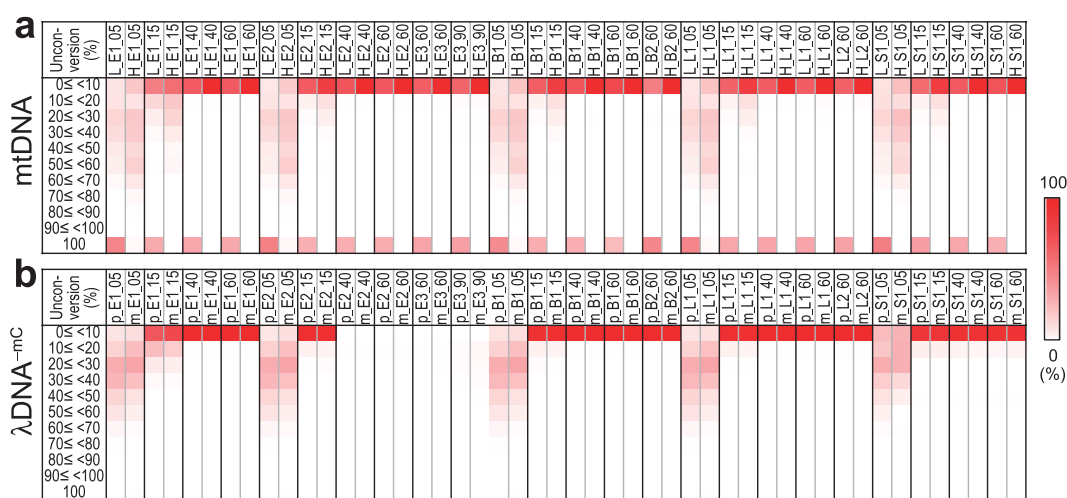 a
Uncon-
version
(%)
L_E1_05
H_E1_05
L_E1_15
H_E1_15
L_E1_40
H_E1_40
L_E1_60
H_E1_60
L_E2_05
H_E2_05
L_E2_15
H_E2_15
L_E2_40
H_E2_40
L_E2_60
H_E2_60
L_E3_60
H_E3_60
L_E3_90
H_E3_90
L_B1_05
H_B1_05
L_B1_15
H_B1_15
L_B1_40
H_B1_40
L_B1_60
H_B1_60
L_B2_60
H_B2_60
L_L1_05
H_L1_05
L_L1_15
H_L1_15
L_L1_40
H_L1_40
L_L1_60
H_L1_60
L_L2_60
H_L2_60
L_S1_05
H_S1_05
L_S1_15
H_S1_15
L_S1_40
H_S1_40
L_S1_60
H_S1_60
mtDNA
0≤ <10
10≤ <20
20≤ <30
30≤ <40
40≤ <50
50≤ <60
60≤ <70
70≤ <80
80≤ <90
90≤ <100
100
b
Uncon-
version
(%)
p_E1_05
m_E1_05
p_E1_15
m_E1_15
p_E1_40
m_E1_40
p_E1_60
m_E1_60
p_E2_05
m_E2_05
p_E2_15
m_E2_15
p_E2_40
m_E2_40
p_E2_60
m_E2_60
p_E3_60
m_E3_60
p_E3_90
m_E3_90
p_B1_05
m_B1_05
p_B1_15
m_B1_15
p_B1_40
m_B1_40
p_B1_60
m_B1_60
p_B2_60
m_B2_60
p_L1_05
m_L1_05
p_L1_15
m_L1_15
p_L1_40
m_L1_40
p_L1_60
m_L1_60
p_L2_60
m_L2_60
p_S1_05
m_S1_05
p_S1_15
m_S1_15
p_S1_40
m_S1_40
p_S1_60
m_S1_60
λDNA⁻ᵐᶜ
0≤ <10
10≤ <20
20≤ <30
30≤ <40
40≤ <50
50≤ <60
60≤ <70
70≤ <80
80≤ <90
90≤ <100
100
100
0
(%)